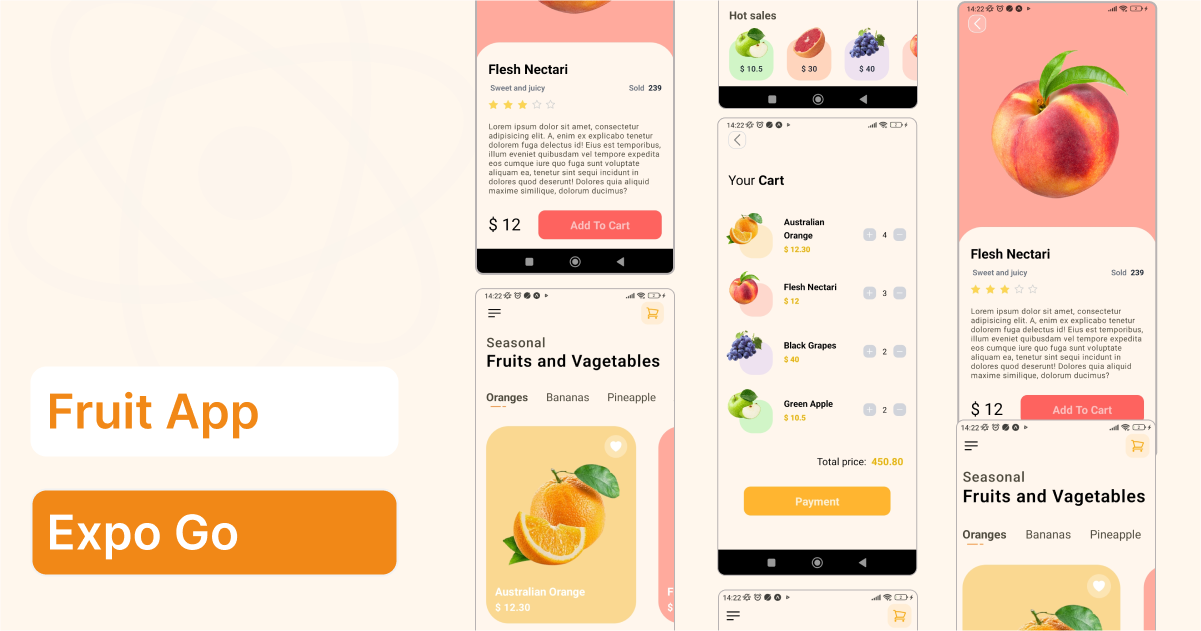 Fruit App
Expo Go
Flesh Nectari
Sweet and juicy
Sold 239
Lorem ipsum dolor sit amet, consectetur
adipisicing elit. A, enim ex explicabo tenetur
dolorem fuga delectus id! Eius est temporibus,
illum eveniet quibusdam vel tempore expedita
eos cumque iure quo fuga sunt voluptate
aliquam ea, tenetur sint sequi incidunt in
dolores quod deserunt! Dolores quia aliquid
maxime similique, dolorum ducimus?
$ 12
Add To Cart
14:22
Seasonal
Fruits and Vagetables
Oranges
Bananas
Pineapple
Australian Orange
$ 12.30
F
$
Hot sales
$ 10.5
$ 30
$ 40
14:22
Your Cart
Australian
Orange
$ 12.30
4
Flesh Nectari
$ 12
3
Black Grapes
$ 40
2
Green Apple
$ 10.5
2
Total price: 450.80
Payment
14:22
14:22
Flesh Nectari
Sweet and juicy
Sold 239
Lorem ipsum dolor sit amet, consectetur
adipisicing elit. A, enim ex explicabo tenetur
dolorem fuga delectus id! Eius est temporibus,
illum eveniet quibusdam vel tempore expedita
eos cumque iure quo fuga sunt voluptate
aliquam ea, tenetur sint sequi incidunt in
dolores quod deserunt! Dolores quia aliquid
maxime similique, dolorum ducimus?
$ 12
Add To Cart
14:22
Seasonal
Fruits and Vagetables
Oranges
Bananas
Pineapple